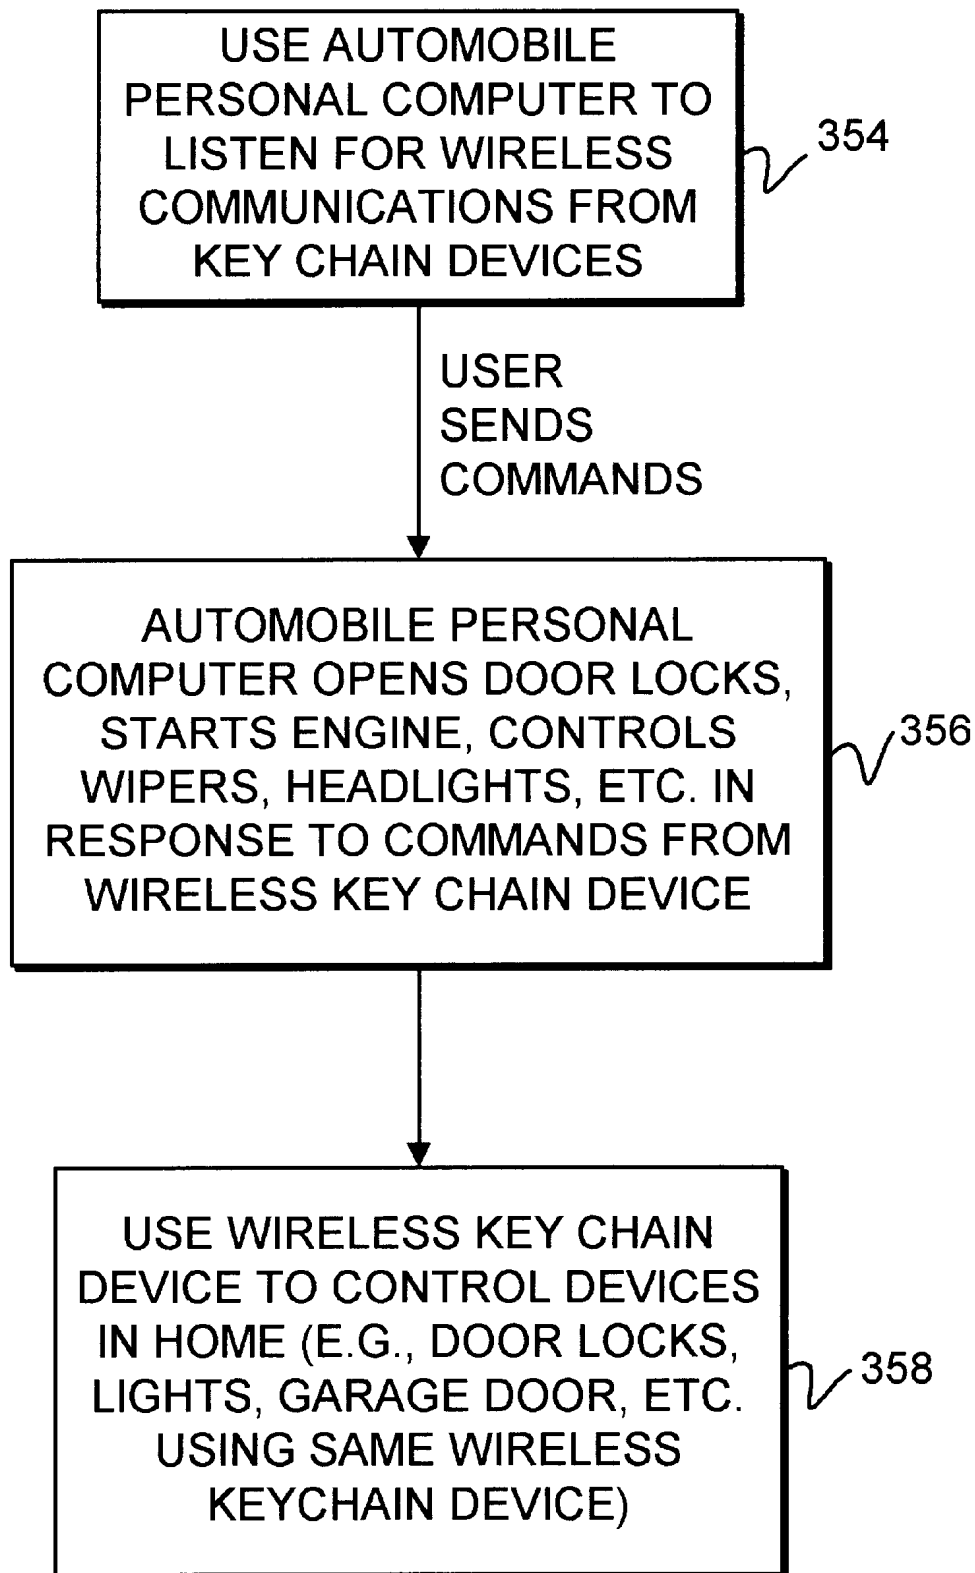 USE AUTOMOBILE
PERSONAL COMPUTER TO
LISTEN FOR WIRELESS
COMMUNICATIONS FROM
KEY CHAIN DEVICES
354
USER
SENDS
COMMANDS
AUTOMOBILE PERSONAL
COMPUTER OPENS DOOR LOCKS,
STARTS ENGINE, CONTROLS
WIPERS, HEADLIGHTS, ETC. IN
RESPONSE TO COMMANDS FROM
WIRELESS KEY CHAIN DEVICE
356
USE WIRELESS KEY CHAIN
DEVICE TO CONTROL DEVICES
IN HOME (E.G., DOOR LOCKS,
LIGHTS, GARAGE DOOR, ETC.
USING SAME WIRELESS
KEYCHAIN DEVICE)
358